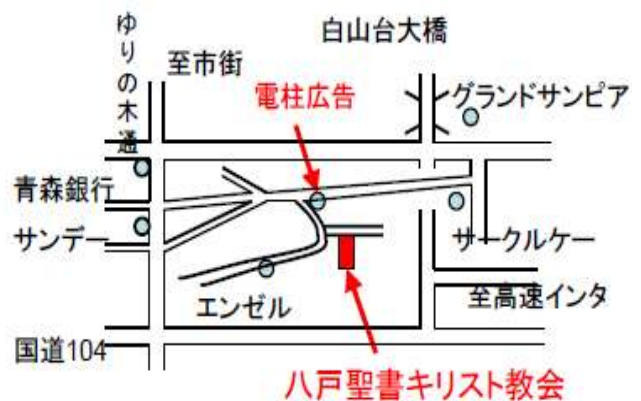 ゆりの木通
白山台大橋
至市街
電柱広告
グランドサンピア
青森銀行
サンデー
サークルケー
エンゼル
至高速インタ
国道104
八戸聖書キリスト教会